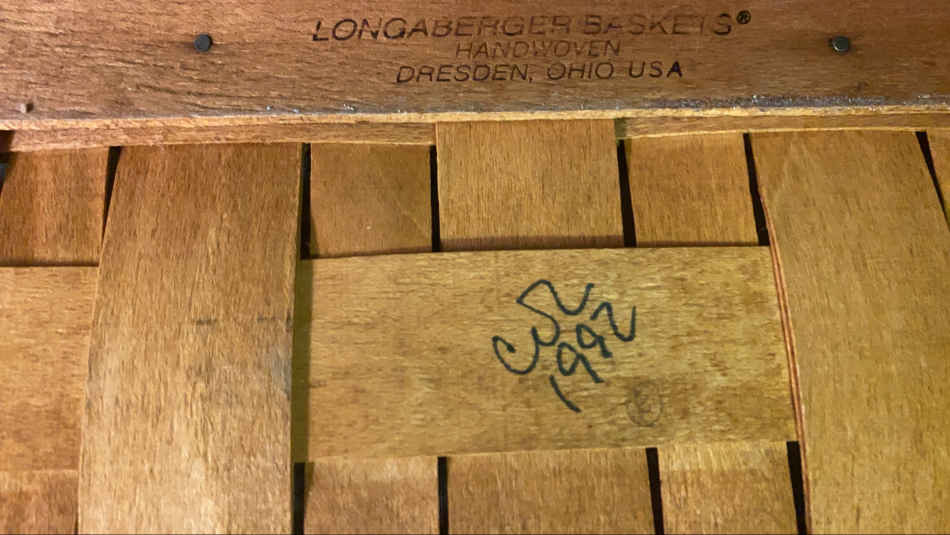 LONGABERGER BASKETS®
HANDWOVEN
DRESDEN, OHIO USA
1992